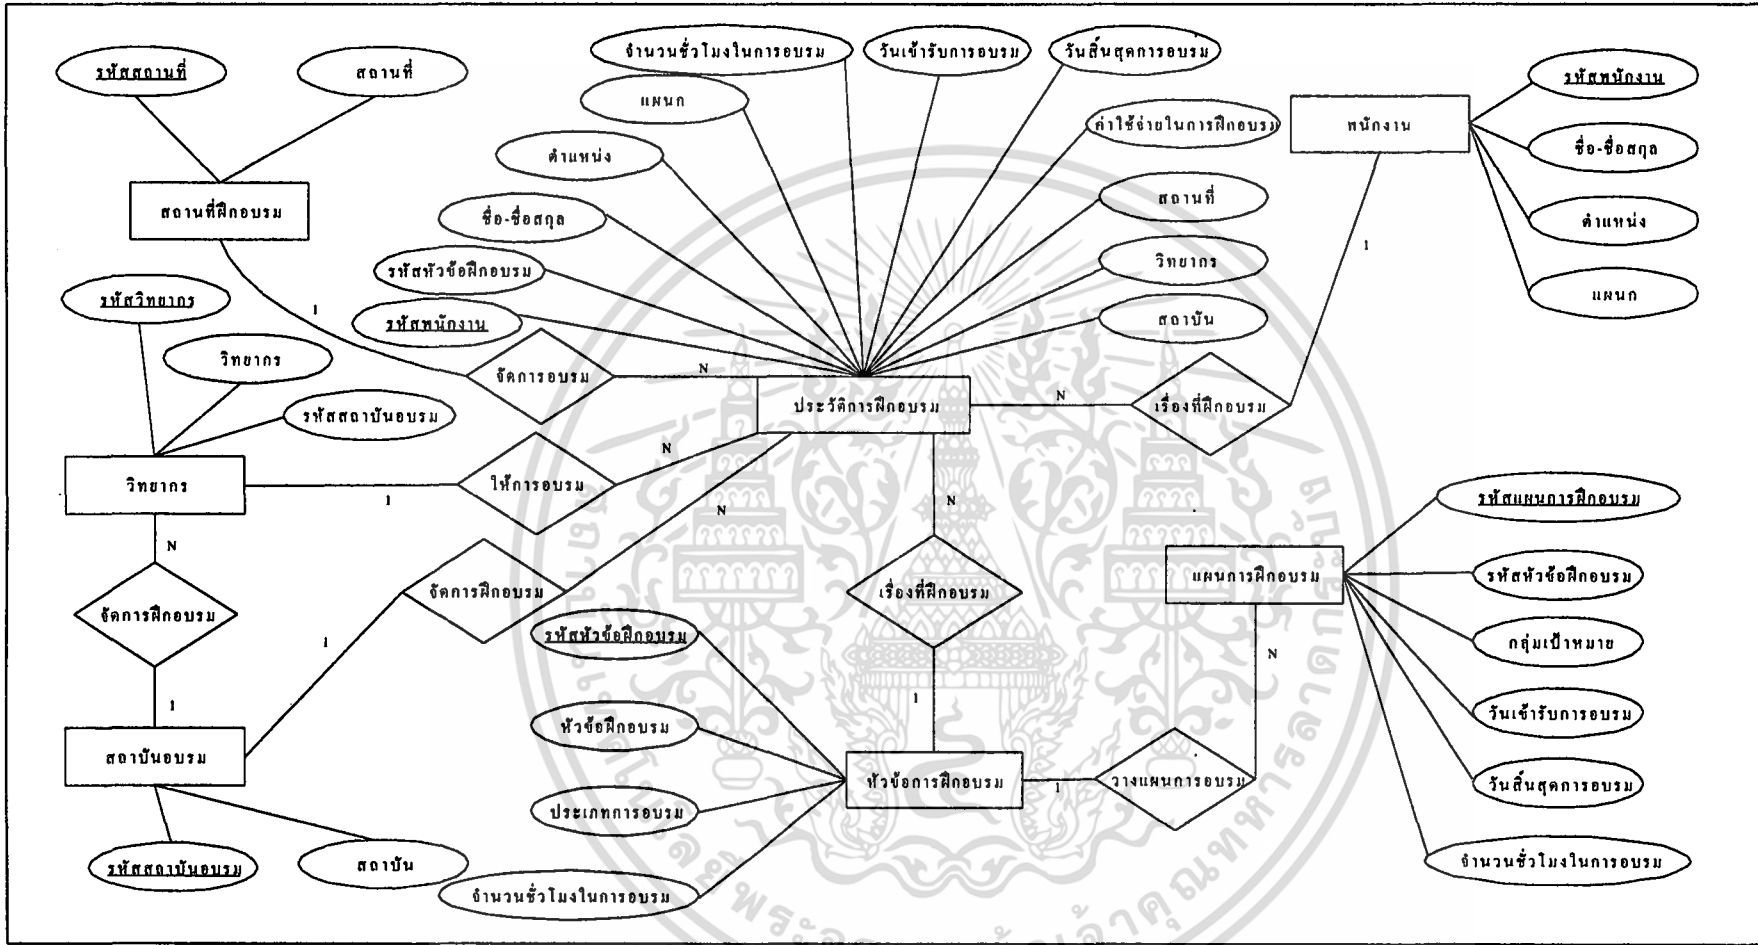 จำนวนชั่วโมงในการอบรม
วันเข้ารับการอบรม
วันสิ้นสุดการอบรม
รหัสสถานที่
สถานที่
แผนก
ค่าใช้จ่ายในการฝึกอบรม
พนักงาน
รหัสพนักงาน
ชื่อ-ชื่อสกุล
ตำแหน่ง
แผนก
ตำแหน่ง
สถานที่ฝึกอบรม
ชื่อ-ชื่อสกุล
สถานที่
1
วิทยากร
รหัสหัวข้อฝึกอบรม
รหัสวิทยากร
1
รหัสพนักงาน
สถาบัน
วิทยากร
จัดการอบรม
N
ประวัติการฝึกอบรม
N
เรื่องที่ฝึกอบรม
รหัสสถาบันอบรม
N
วิทยากร
1
ให้การอบรม
N
N
รหัสแผนการฝึกอบรม
N
แผนการฝึกอบรม
รหัสหัวข้อฝึกอบรม
จัดการฝึกอบรม
จัดการฝึกอบรม
เรื่องที่ฝึกอบรม
รหัสหัวข้อฝึกอบรม
กลุ่มเป้าหมาย
1
N
1
1
หัวข้อฝึกอบรม
วันเข้ารับการอบรม
สถาบันอบรม
หัวข้อการฝึกอบรม
1
วางแผนการอบรม
วันสิ้นสุดการอบรม
ประเภทการอบรม
รหัสสถาบันอบรม
สถาบัน
จำนวนชั่วโมงในการอบรม
จำนวนชั่วโมงในการอบรม